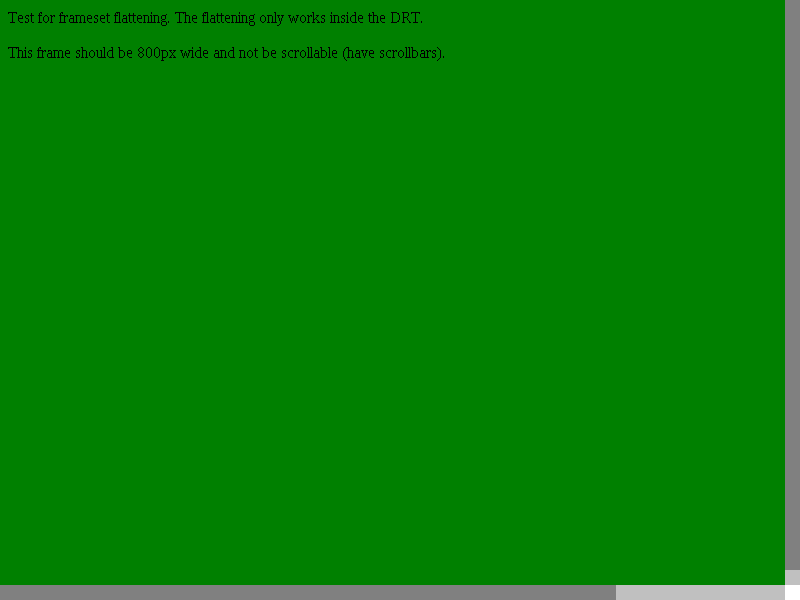 Test for frameset flattening. The flattening only works inside the DRT.
This frame should be 800px wide and not be scrollable (have scrollbars).